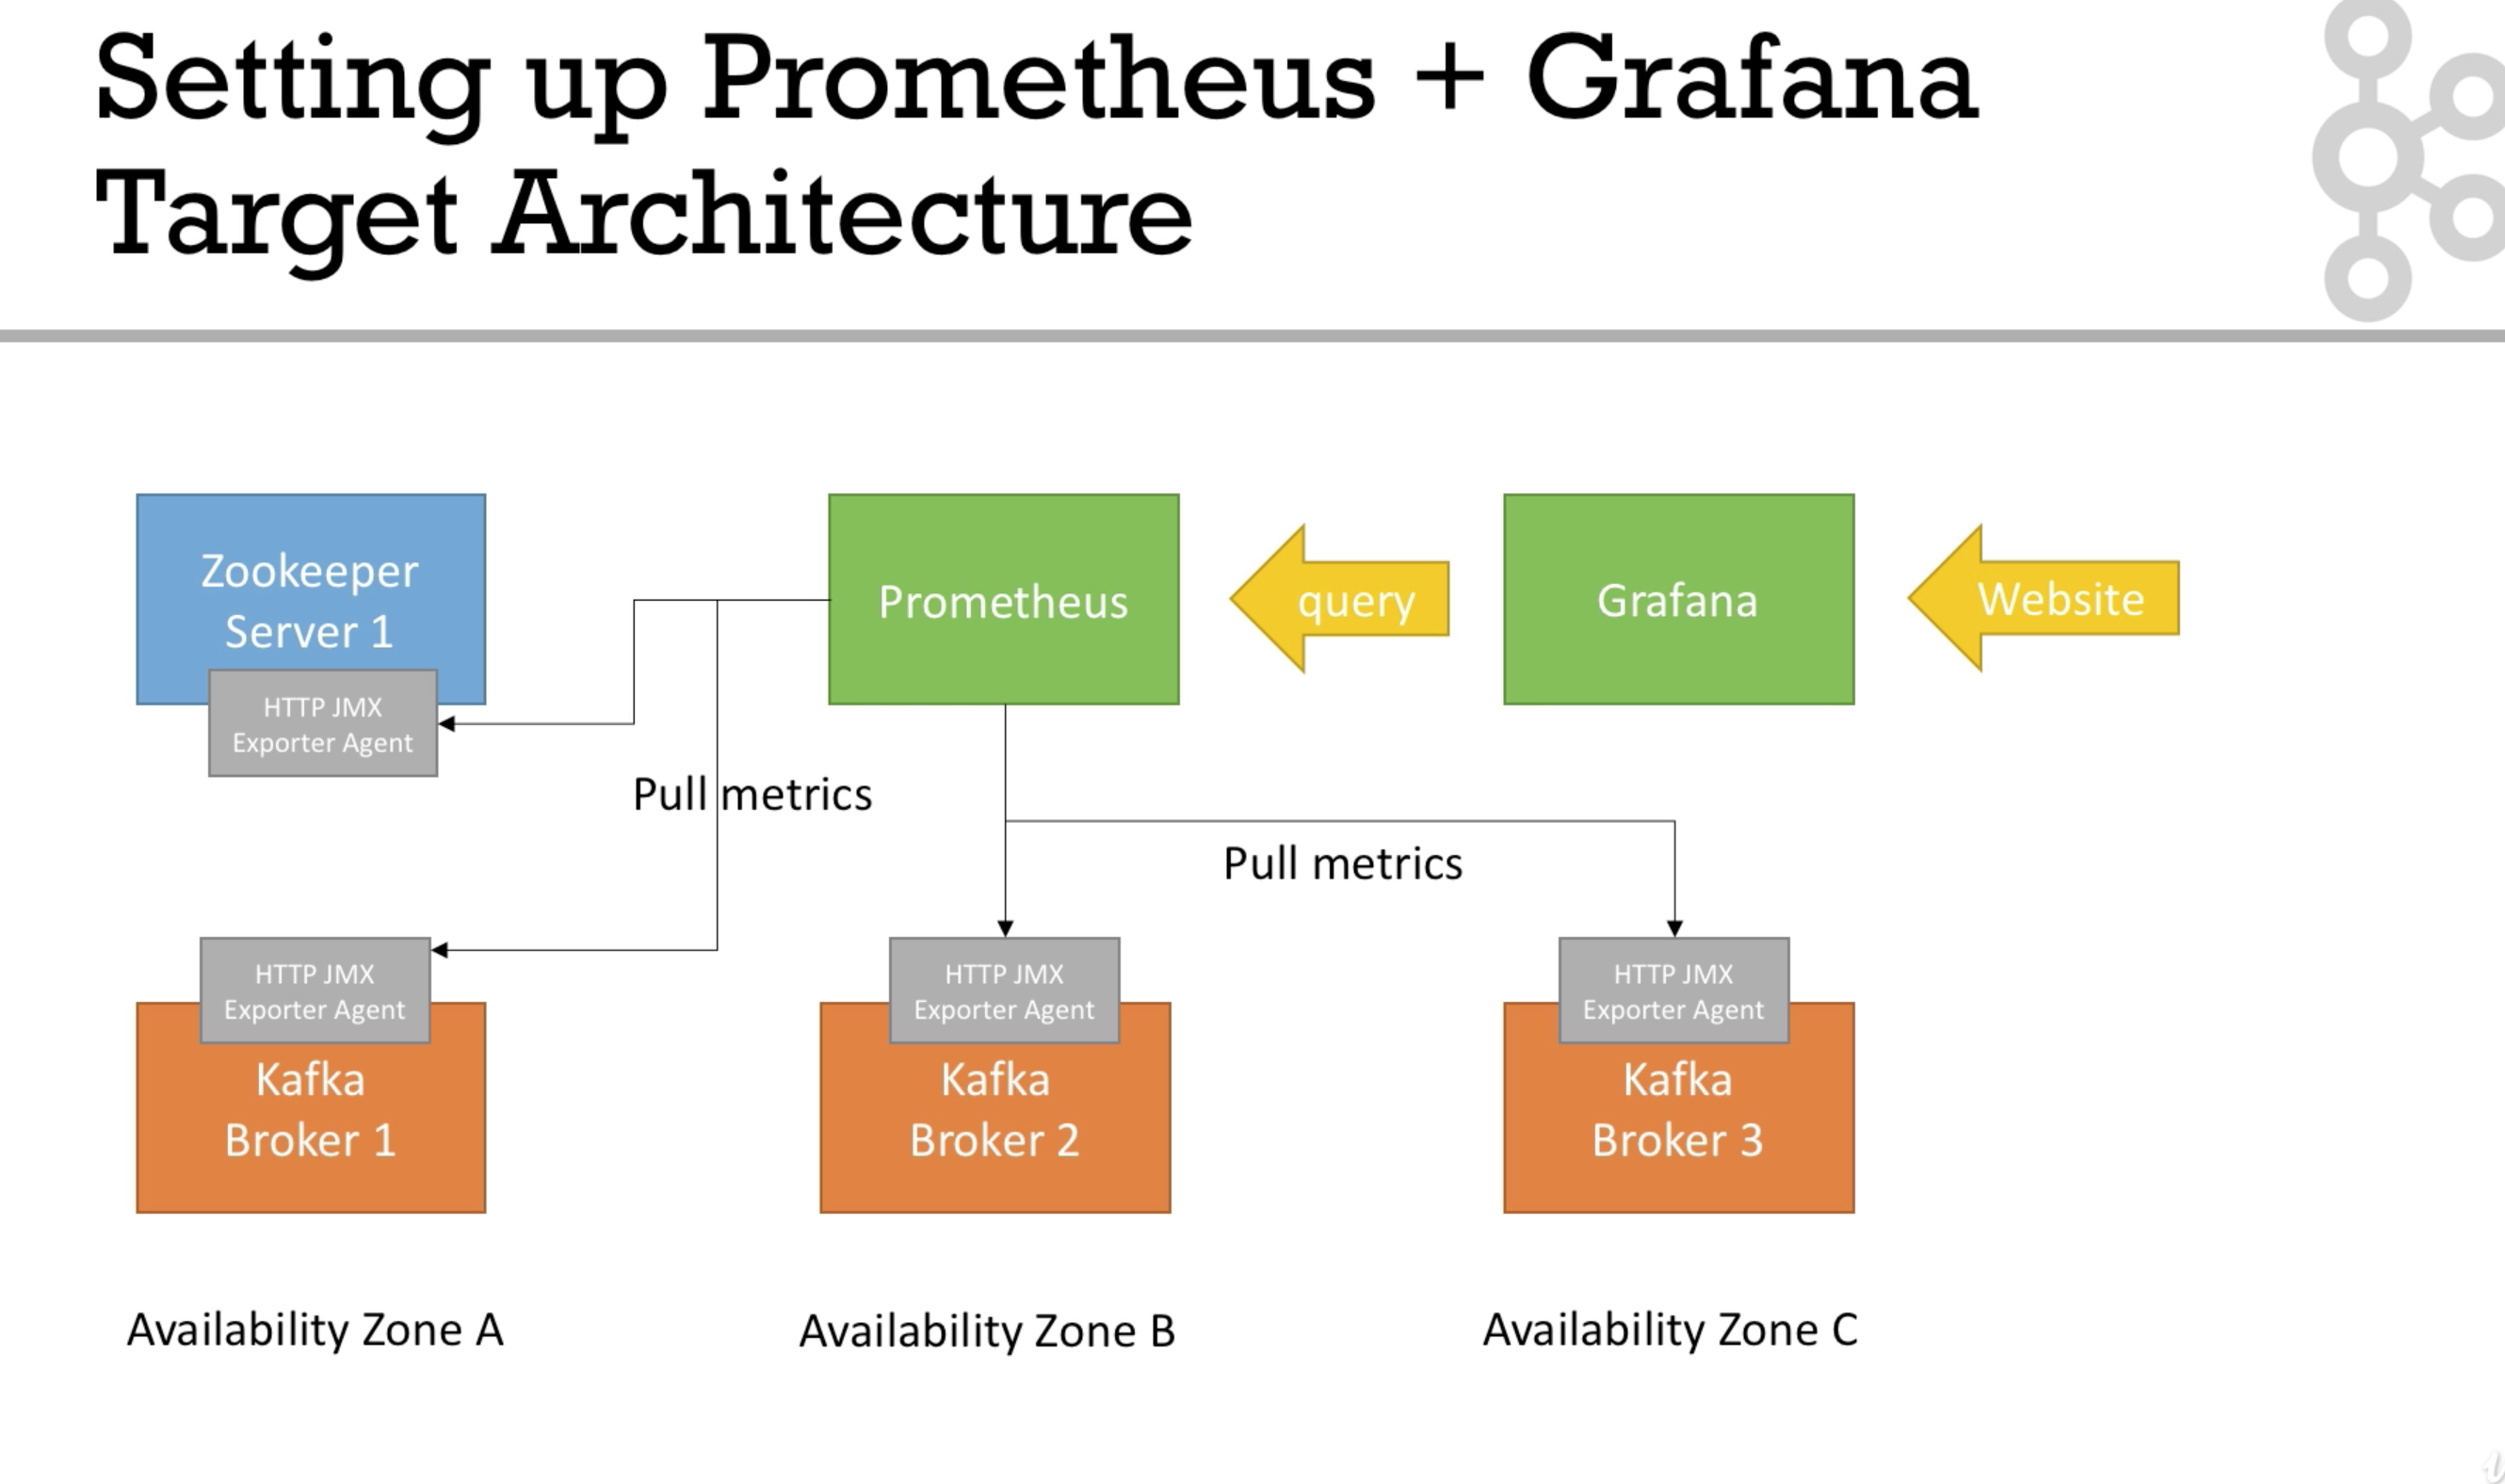 Setting up Prometheus + Grafana
Target Architecture
Zookeeper
Server 1
HTTP JMX
Exporter Agent
Prometheus
query
Grafana
Website
Pull metrics
Pull metrics
HTTP JMX
Exporter Agent
Kafka
Broker 1
HTTP JMX
Exporter Agent
Kafka
Broker 2
HTTP JMX
Exporter Agent
Kafka
Broker 3
Availability Zone A
Availability Zone B
Availability Zone C